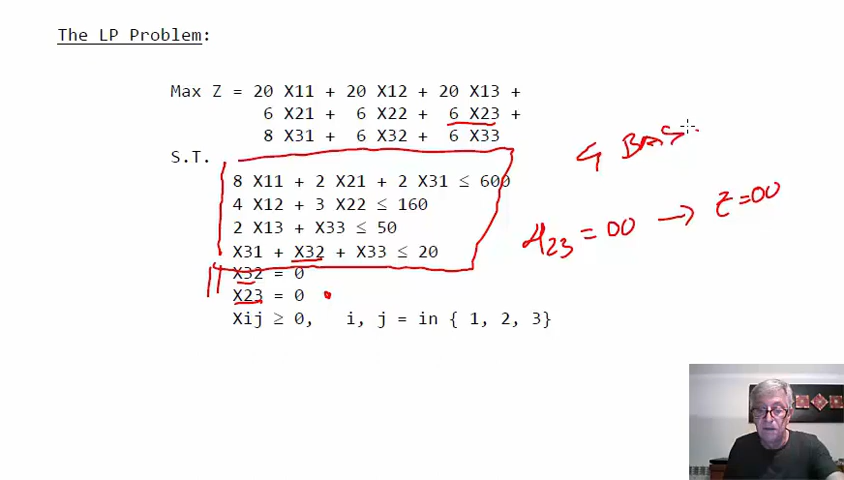 The LP Problem:
Max Z = 20 X11 + 20 X12 + 20 X13 +
6 X21 + 6 X22 + 6 X23 +
8 X31 + 6 X32 + 6 X33
S.T.
8 X11 + 2 X21 + 2 X31 ≤ 600
4 X12 + 3 X22 ≤ 160
2 X13 + X33 ≤ 50
X31 + X32 + X33 ≤ 20
X32 = 0
X23 = 0
Xij ≥ 0, i, j = in { 1, 2, 3}
4 BAS
X23 = 00 → Z=00